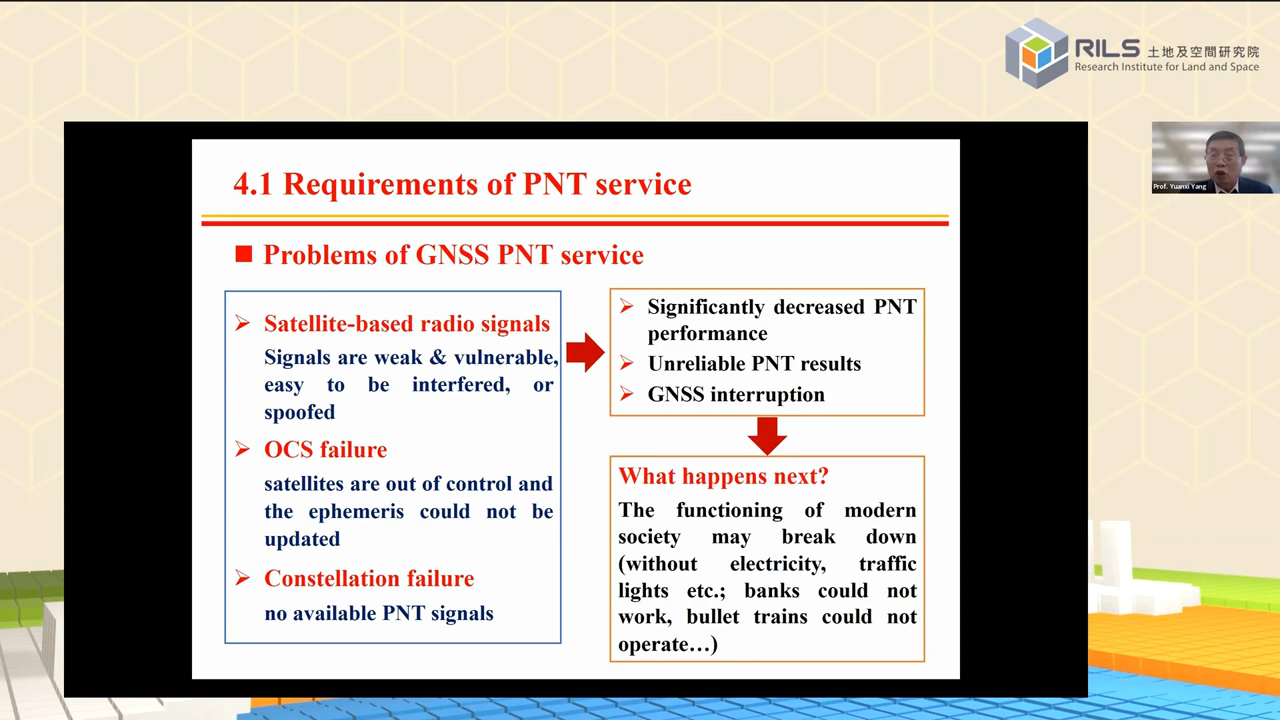 RILS 土地及空間研究院
Research Institute for Land and Space
Prof. Yuanxi Yang
4.1 Requirements of PNT service
Problems of GNSS PNT service
Satellite-based radio signals
Signals are weak & vulnerable,
easy to be interfered, or
spoofed
OCS failure
satellites are out of control and
the ephemeris could not be
updated
Constellation failure
no available PNT signals
Significantly decreased PNT
performance
Unreliable PNT results
GNSS interruption
What happens next?
The functioning of modern
society may break down
(without electricity, traffic
lights etc.; banks could not
work, bullet trains could not
operate…)